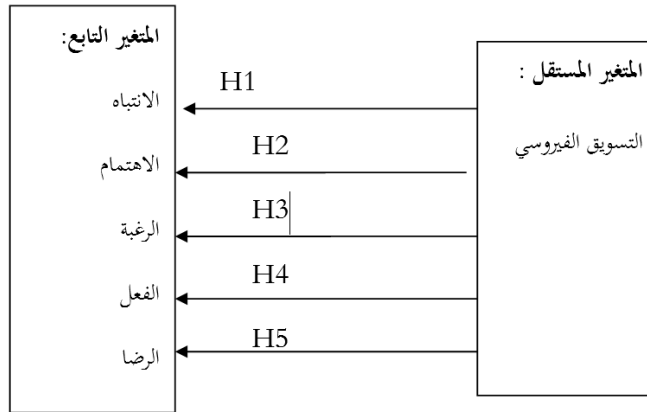 المتغير المستقل :
التسويق الفيروسي
المتغير التابع:
الانتباه
الاهتمام
الرغبة
الفعل
الرضا
H1
H2
H3
H4
H5